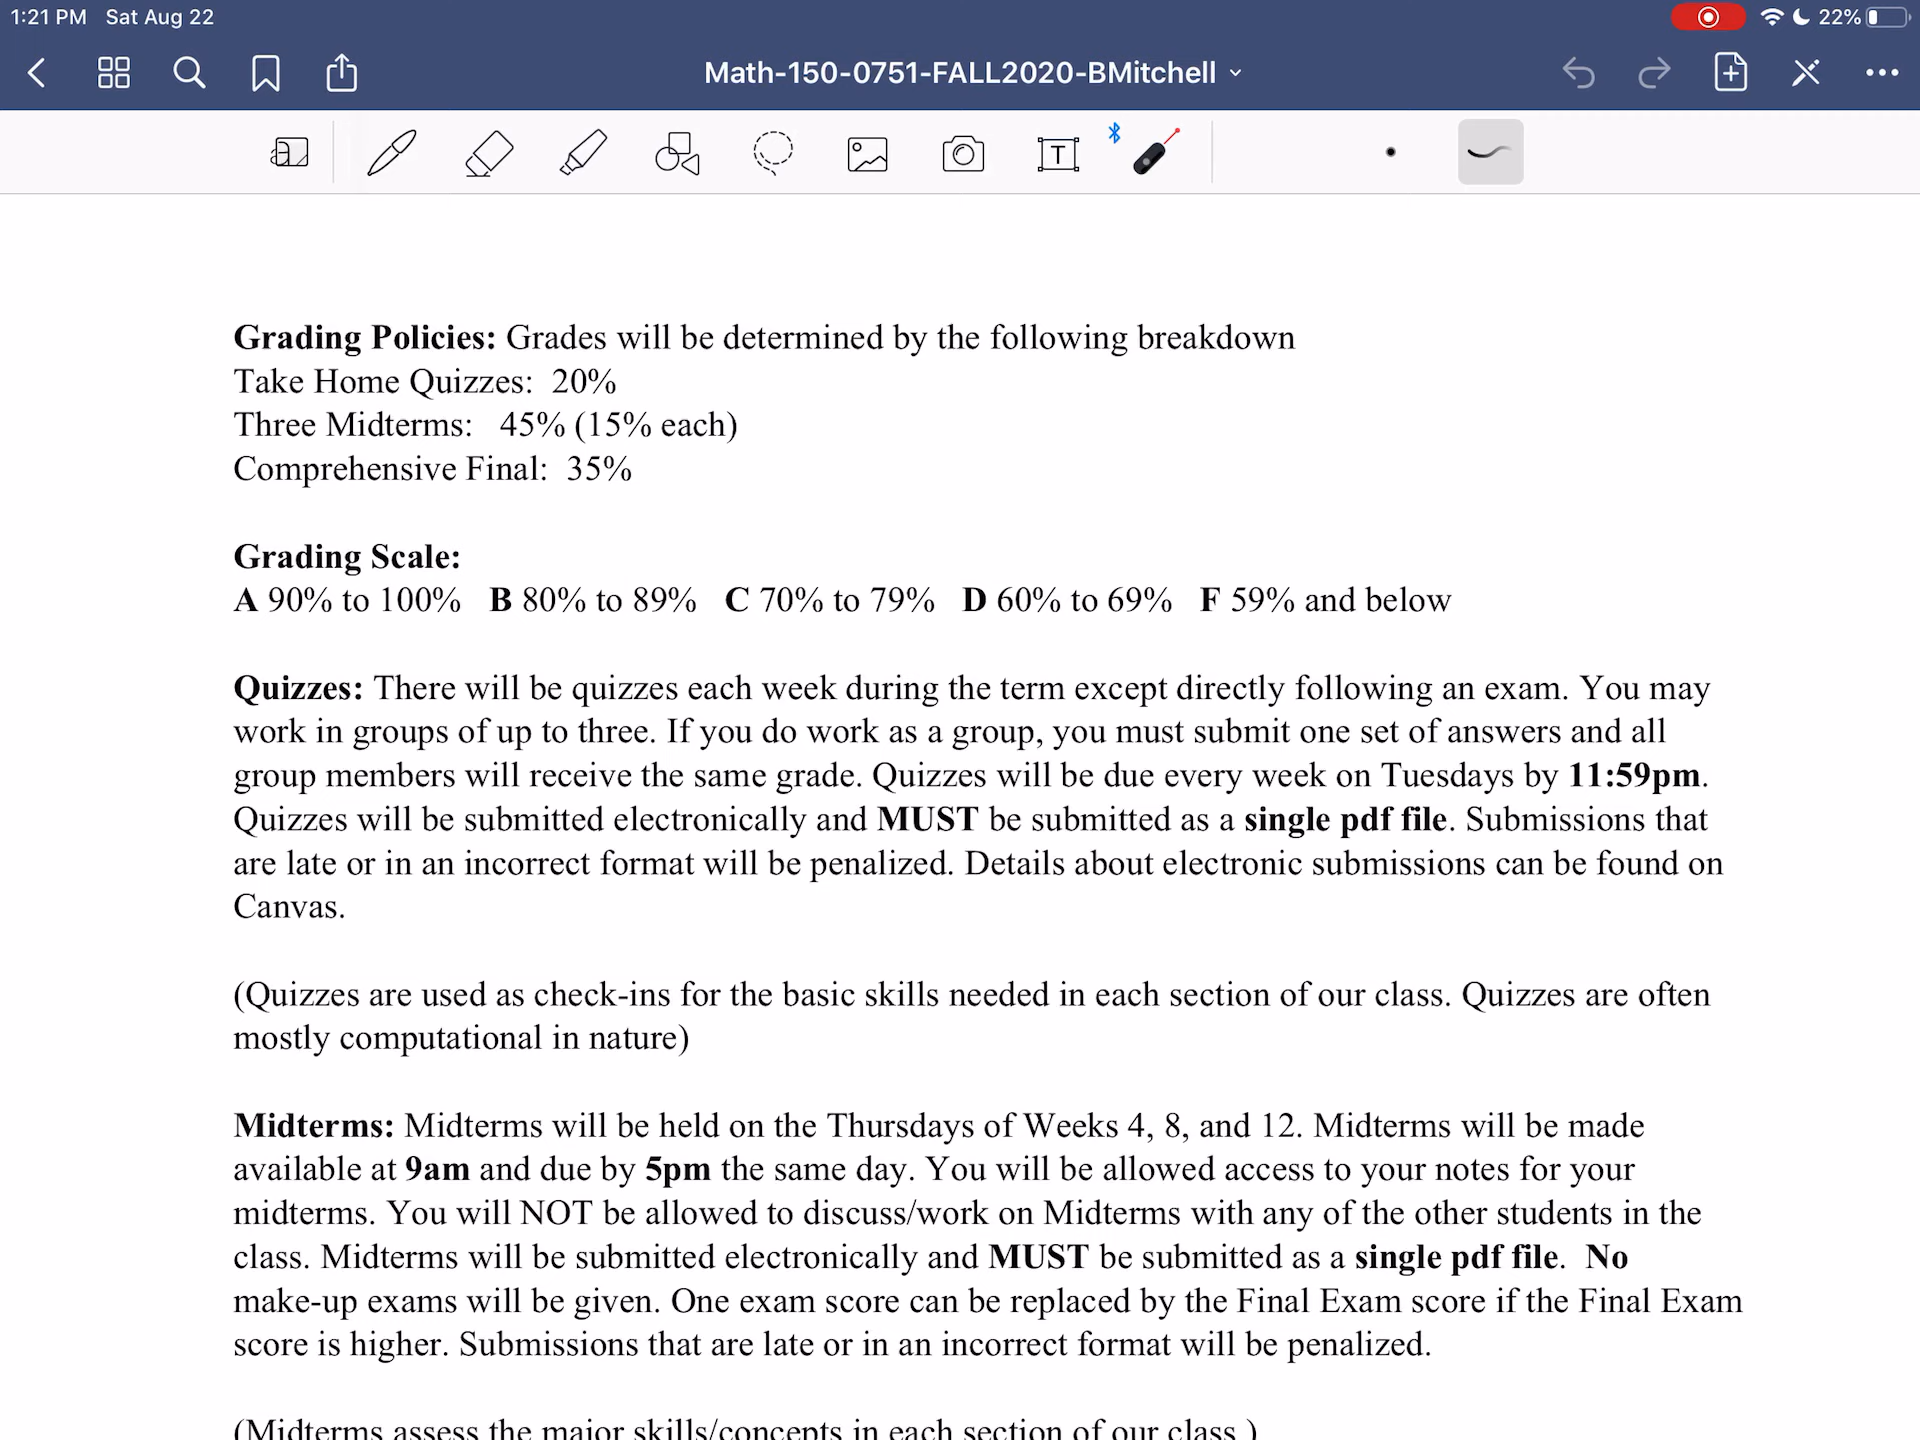 1:21 PM Sat Aug 22
22%
Math-150-0751-FALL2020-BMitchell
a
T
Grading Policies: Grades will be determined by the following breakdown
Take Home Quizzes: 20%
Three Midterms: 45% (15% each)
Comprehensive Final: 35%
Grading Scale:
A 90% to 100% B 80% to 89% C 70% to 79% D 60% to 69% F 59% and below
Quizzes: There will be quizzes each week during the term except directly following an exam. You may
work in groups of up to three. If you do work as a group, you must submit one set of answers and all
group members will receive the same grade. Quizzes will be due every week on Tuesdays by 11:59pm.
Quizzes will be submitted electronically and MUST be submitted as a single pdf file. Submissions that
are late or in an incorrect format will be penalized. Details about electronic submissions can be found on
Canvas.
(Quizzes are used as check-ins for the basic skills needed in each section of our class. Quizzes are often
mostly computational in nature)
Midterms: Midterms will be held on the Thursdays of Weeks 4, 8, and 12. Midterms will be made
available at 9am and due by 5pm the same day. You will be allowed access to your notes for your
midterms. You will NOT be allowed to discuss/work on Midterms with any of the other students in the
class. Midterms will be submitted electronically and MUST be submitted as a single pdf file. No
make-up exams will be given. One exam score can be replaced by the Final Exam score if the Final Exam
score is higher. Submissions that are late or in an incorrect format will be penalized.
(Midterms assess the major skills/concepts in each section of our class.)